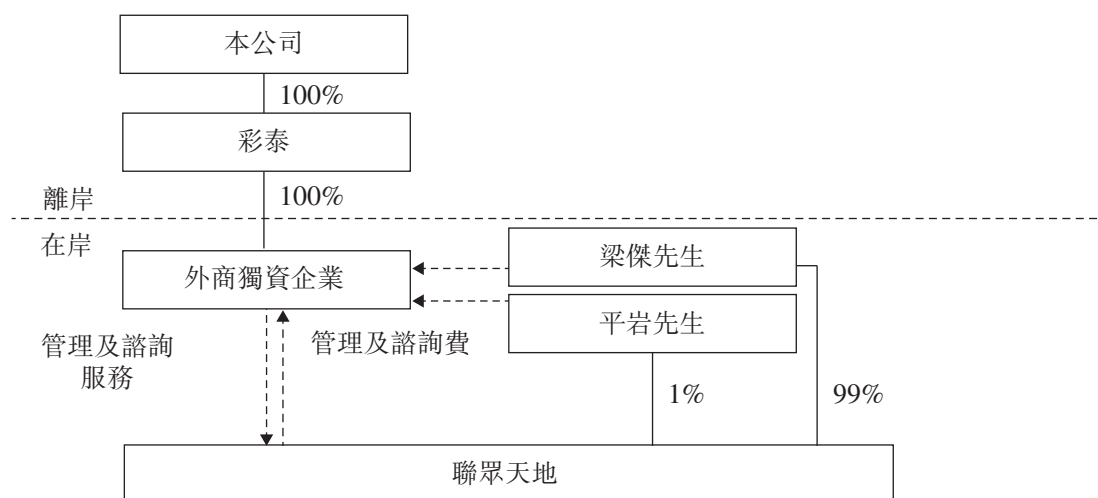 本公司
100%
彩泰
離岸
100%
在岸
外商獨資企業
梁傑先生
平岩先生
管理及諮詢
服務
管理及諮詢費
1%
99%
聯眾天地